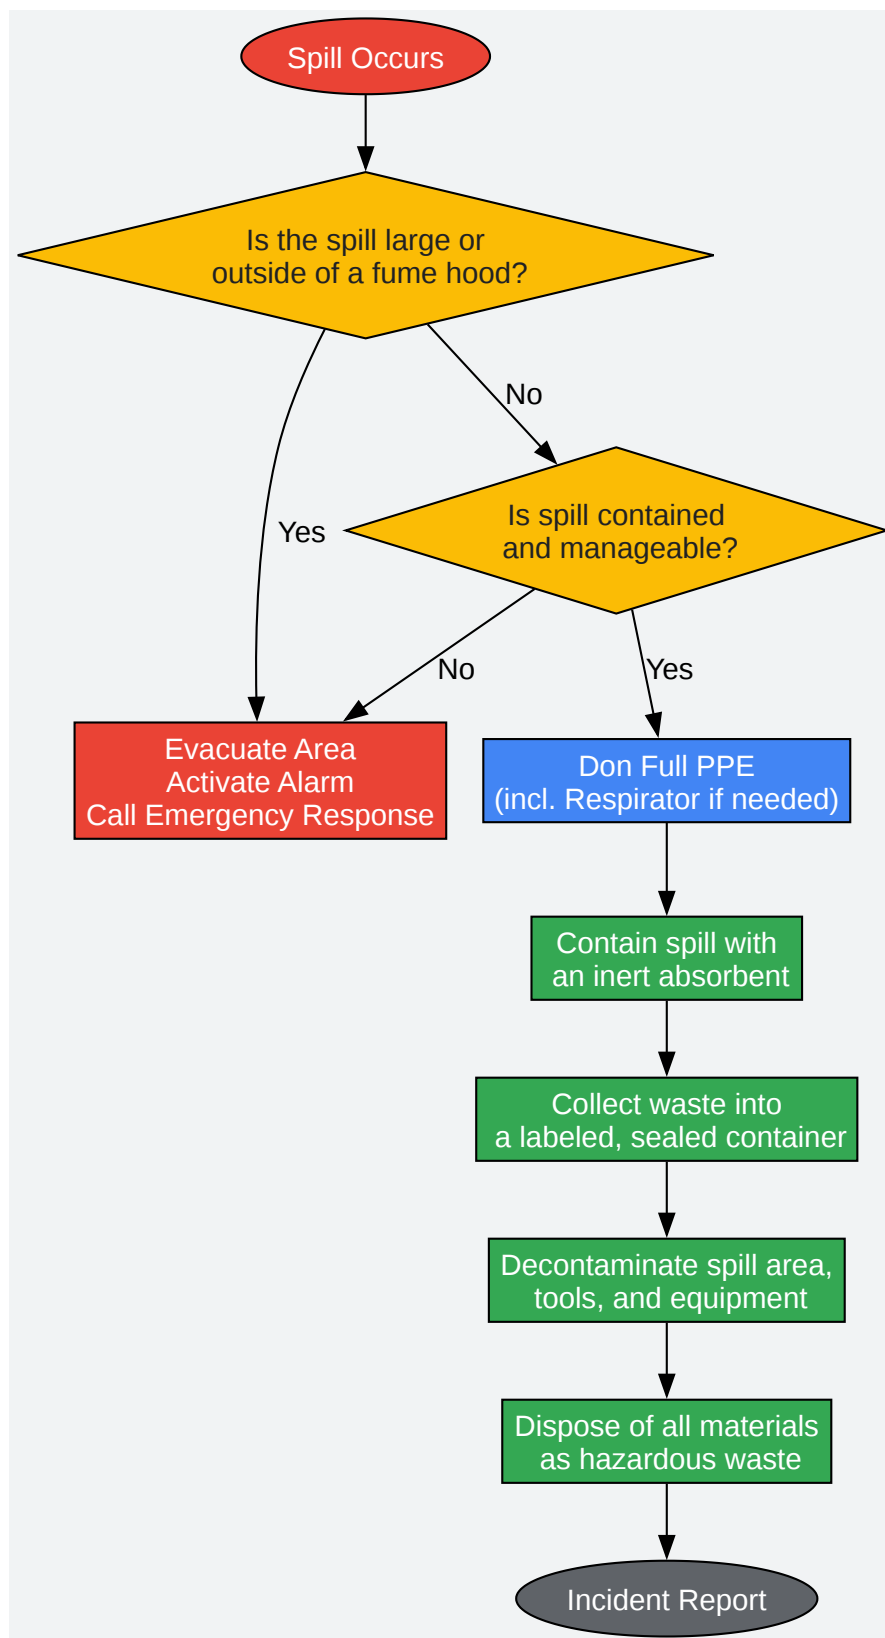 Spill Occurs
Is the spill large or
outside of a fume hood?
No
Yes
Is spill contained
and manageable?
No
Yes
Evacuate Area
Activate Alarm
Call Emergency Response
Don Full PPE
(incl. Respirator if needed)
Contain spill with
an inert absorbent
Collect waste into
a labeled, sealed container
Decontaminate spill area,
tools, and equipment
Dispose of all materials
as hazardous waste
Incident Report